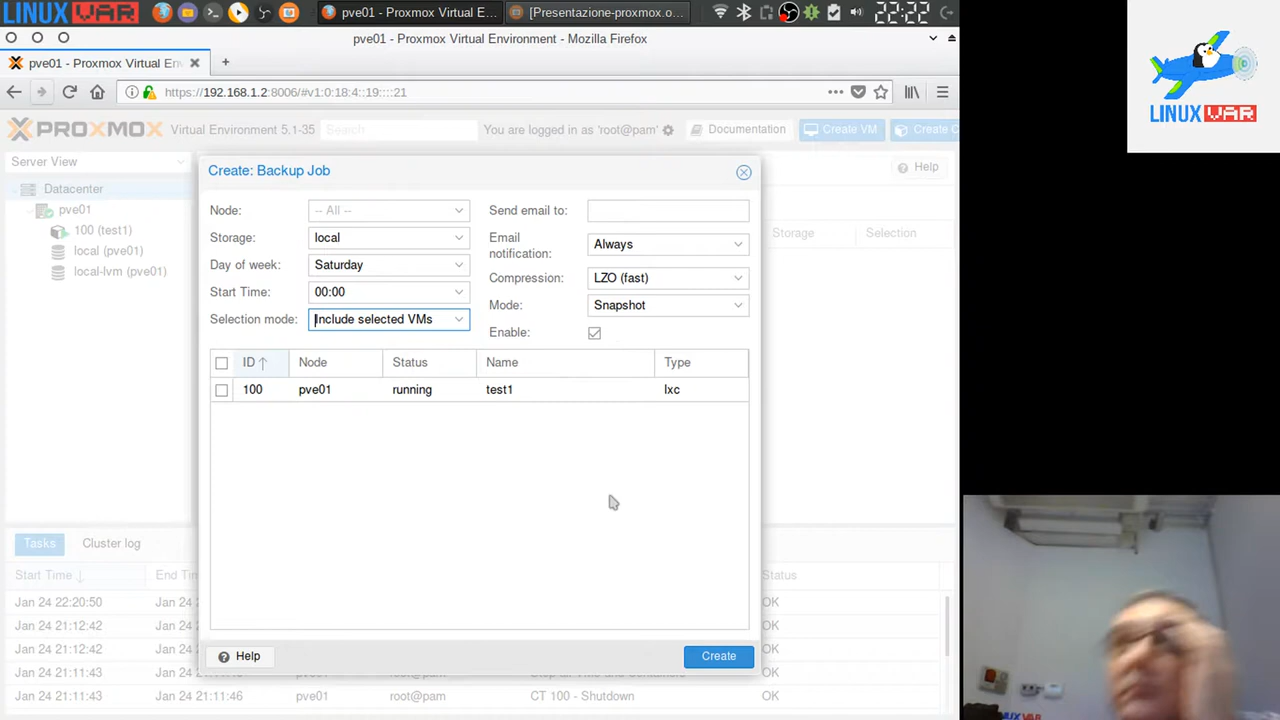 LINUX VAR
pve01 - Proxmox Virtual E...
[Presentazione-proxmox.o...
22:22
pve01 - Proxmox Virtual Environment - Mozilla Firefox
pve01 - Proxmox Virtual En
https://192.168.1.2:8006/#v1:0:18:4::19::::21
PROXMOX
Virtual Environment 5.1-35
Search
You are logged in as 'root@pam'
Documentation
Create VM
Create C
Server View
Datacenter
pve01
100 (test1)
local (pve01)
local-lvm (pve01)
Help
Storage
Selection
Create: Backup Job
Node:
-- All --
Storage:
local
Day of week:
Saturday
Start Time:
00:00
Selection mode:
Include selected VMs
Send email to:
Email notification:
Always
Compression:
LZO (fast)
Mode:
Snapshot
Enable:
ID Node Status Name Type
100 pve01 running test1 lxc
Help
Create
Tasks
Cluster log
Start Time
End Tim
Status
Jan 24 22:20:50 Jan 24 OK
Jan 24 21:12:42 Jan 24 OK
Jan 24 21:12:42 Jan 24 OK
Jan 24 21:11:43 Jan 24 OK
Jan 24 21:11:43 Jan 24 21:11:46 pve01 root@pam CT 100 - Shutdown OK
LINUX VAR
LINUX VAR